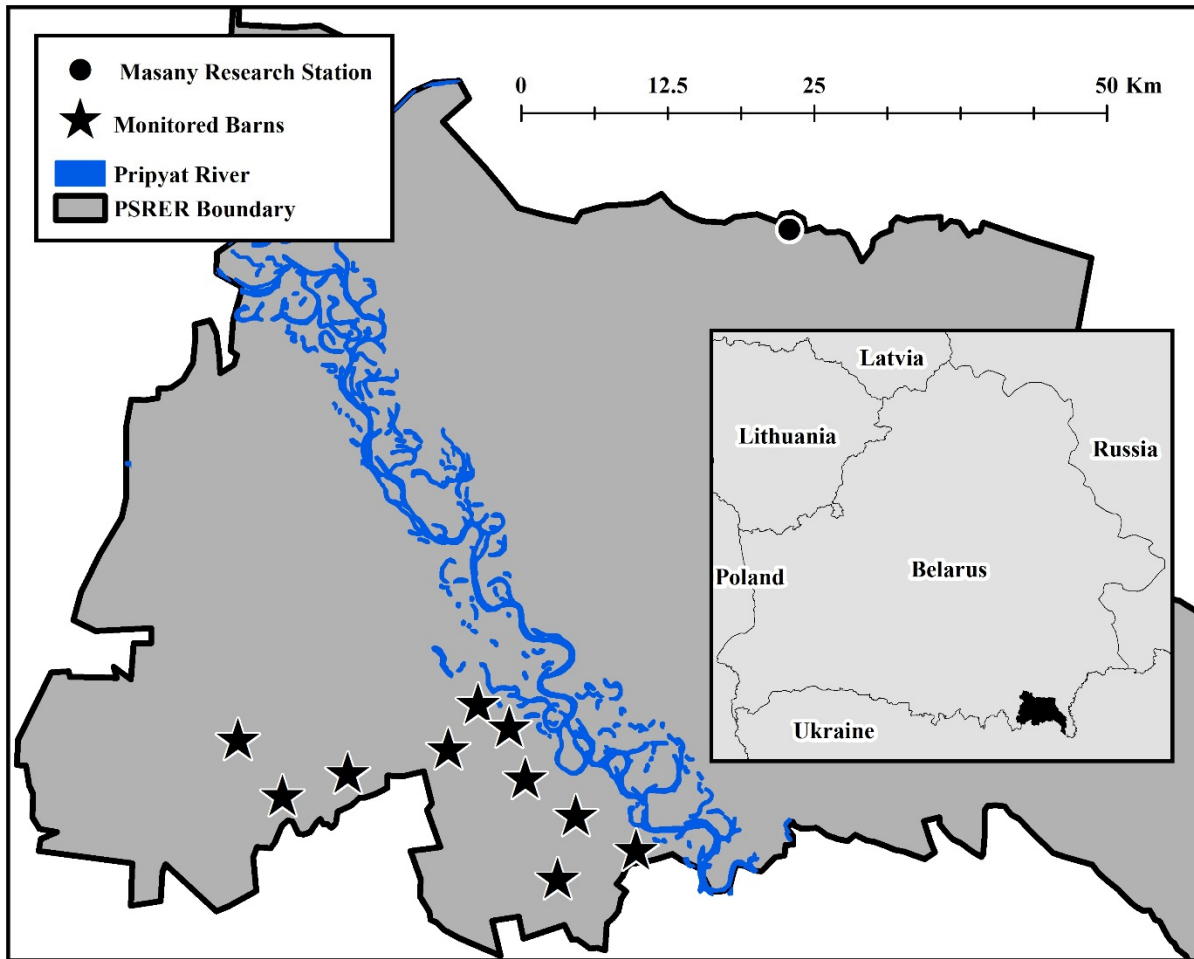 Masany Research Station
Monitored Barns
Pripyat River
PSRER Boundary
0 12.5 25 50 Km
Latvia
Lithuania
Russia
Poland
Belarus
Ukraine